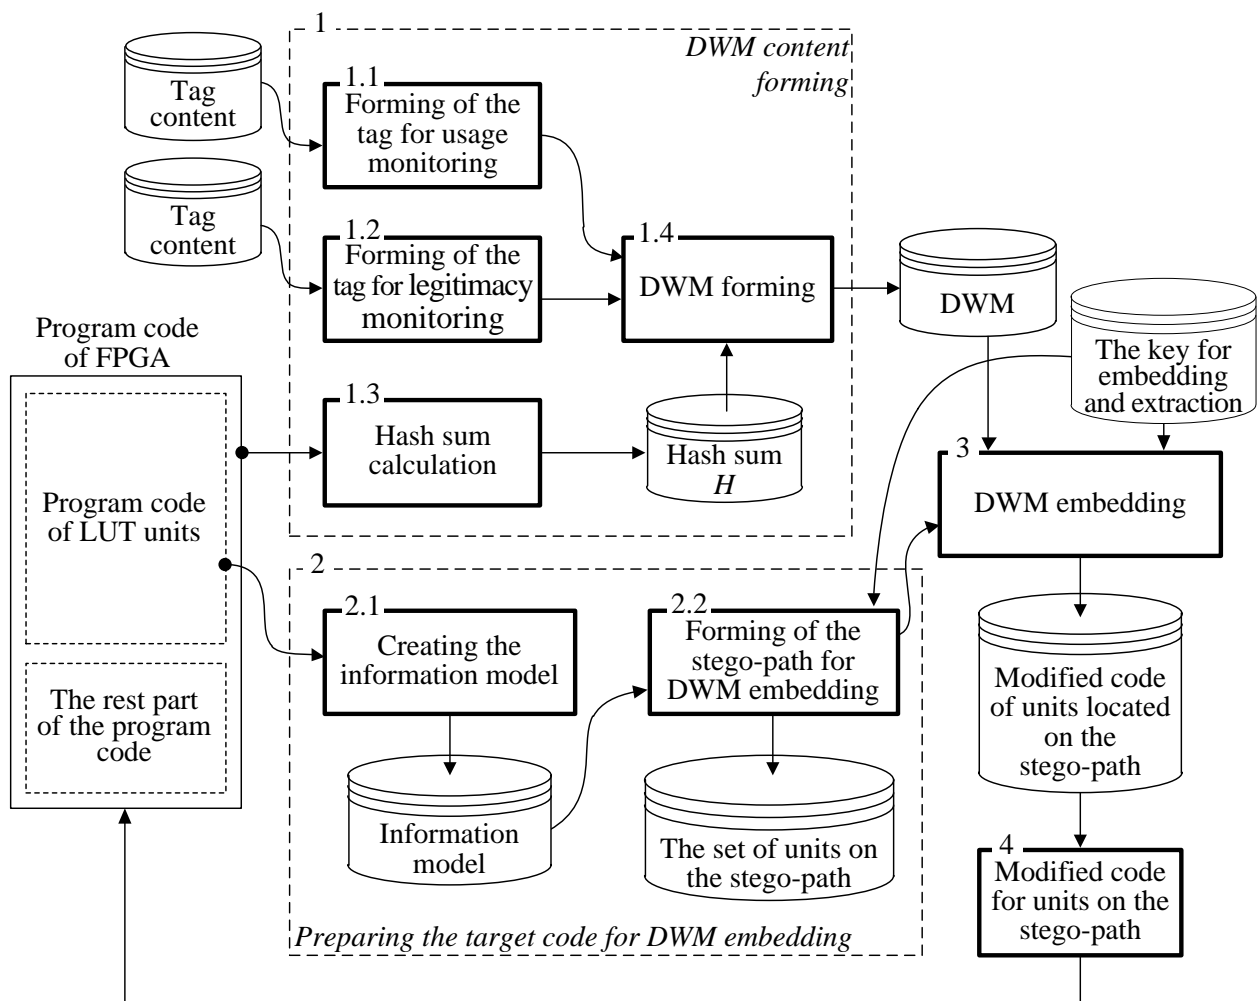 1
DWM content
forming
Tag
content
1.1
Forming of the
tag for usage
monitoring
Tag
content
1.2
Forming of the
tag for legitimacy
monitoring
1.4
DWM forming
DWM
The key for
embedding
and extraction
Program code
of FPGA
Program code
of LUT units
The rest part
of the program
code
1.3
Hash sum
calculation
Hash sum
H
3
DWM embedding
2
2.1
Creating the
information model
2.2
Forming of the
stego-path for
DWM embedding
Information
model
The set of units on
the stego-path
Preparing the target code for DWM embedding
Modified code
of units located
on the
stego-path
4
Modified code
for units on the
stego-path